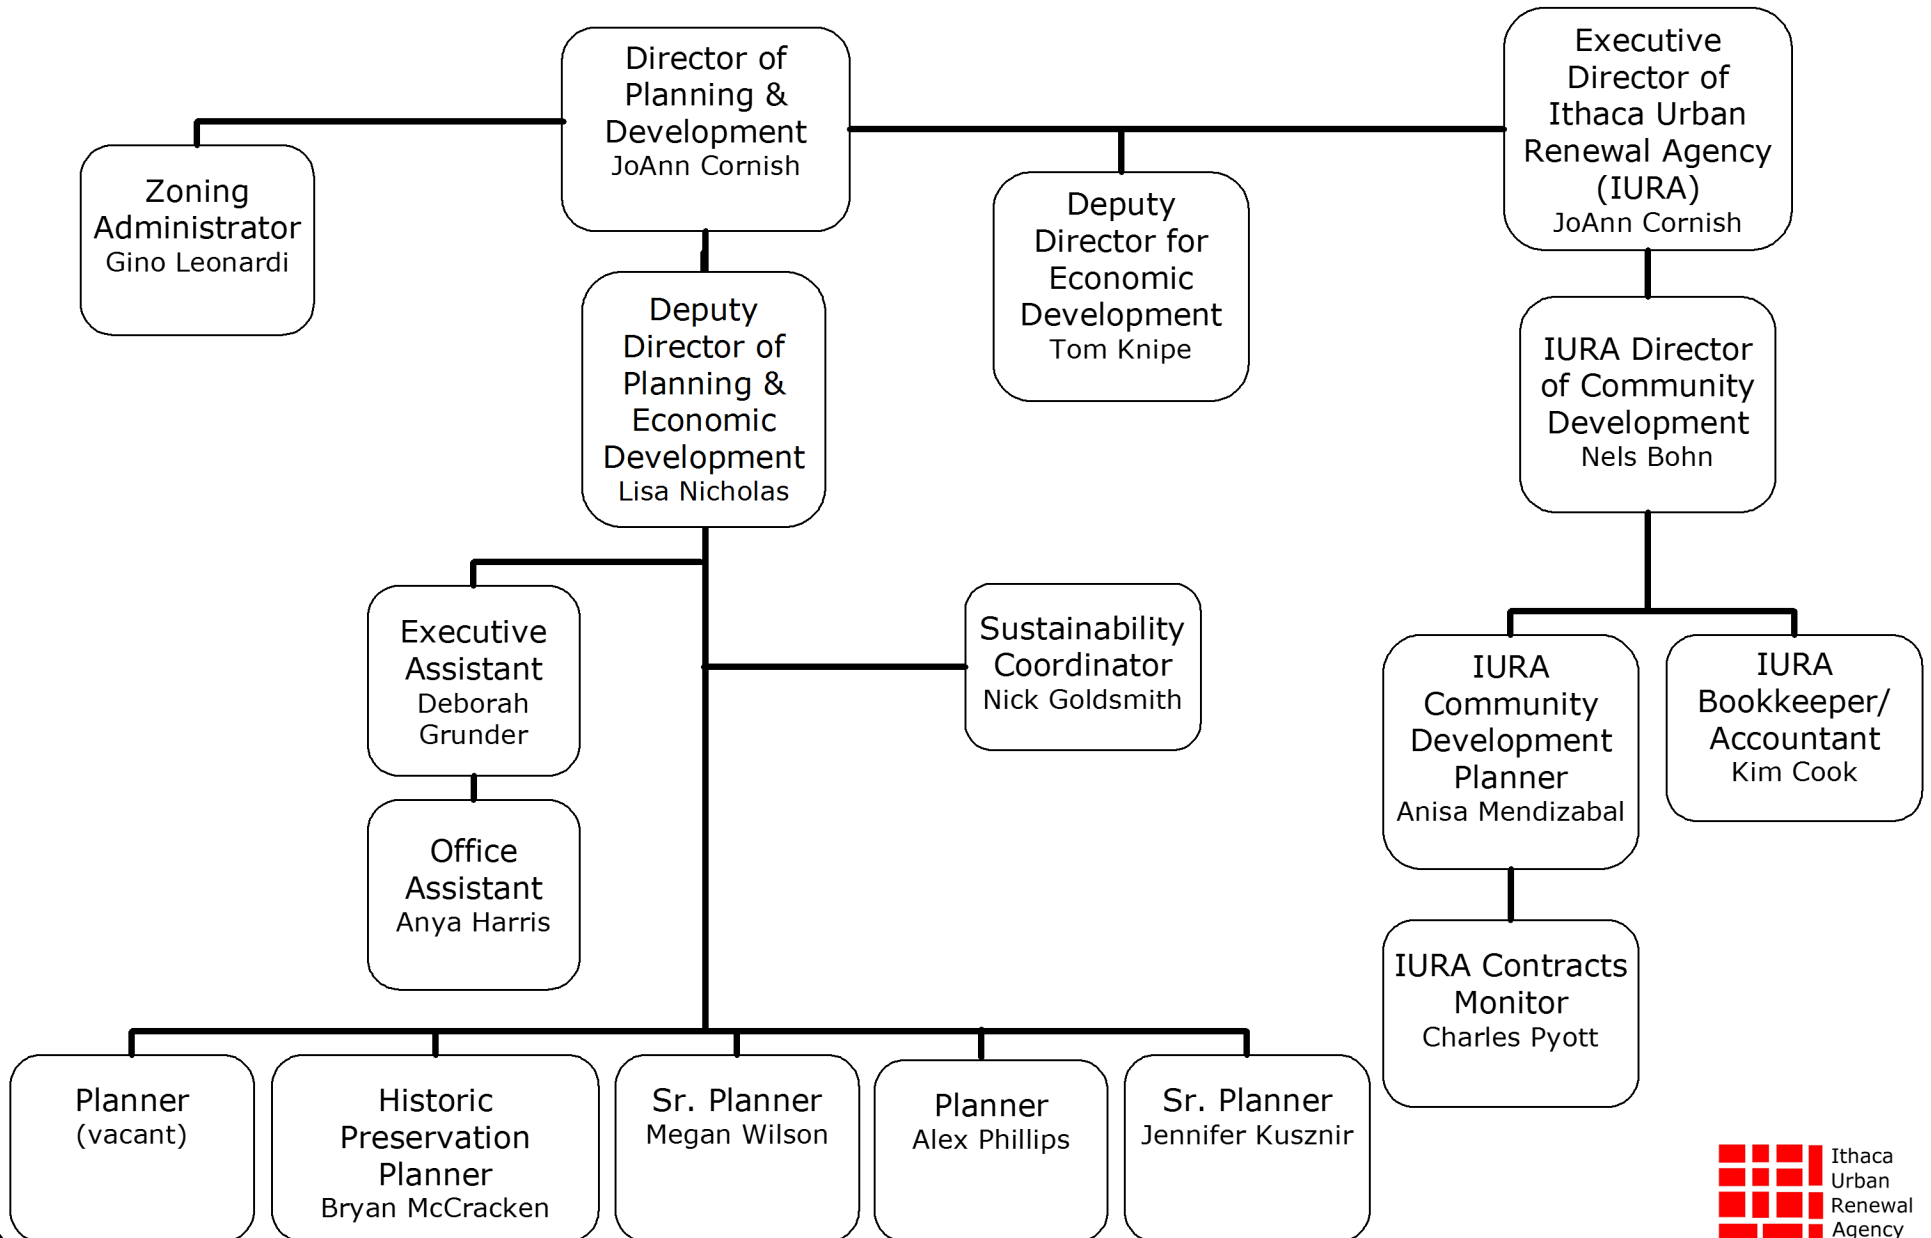 Director of
Planning &
Development
JoAnn Cornish
Executive
Director of
Ithaca Urban
Renewal Agency
(IURA)
JoAnn Cornish
Zoning
Administrator
Gino Leonardi
Deputy
Director for
Economic
Development
Tom Knipe
Deputy
Director of
Planning &
Economic
Development
Lisa Nicholas
IURA Director
of Community
Development
Nels Bohn
Executive
Assistant
Deborah
Grunder
Sustainability
Coordinator
Nick Goldsmith
IURA
Community
Development
Planner
Anisa Mendizabal
IURA
Bookkeeper/
Accountant
Kim Cook
Office
Assistant
Anya Harris
IURA Contracts
Monitor
Charles Pyott
Planner
(vacant)
Historic
Preservation
Planner
Bryan McCracken
Sr. Planner
Megan Wilson
Planner
Alex Phillips
Sr. Planner
Jennifer Kusznir
Ithaca
Urban
Renewal
Agency